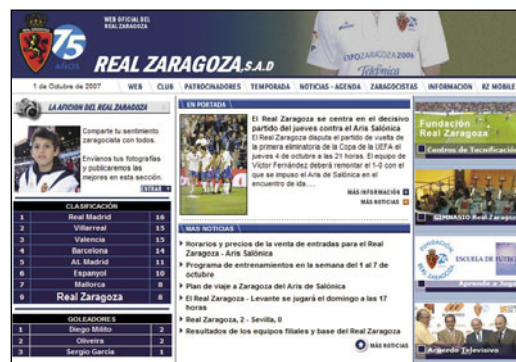 WEB OFICIAL DEL
REAL ZARAGOZA
75
AÑOS
REAL ZARAGOZA, S.A.D
EXPOZARAGOZA2008
Telefónica
1 de Octubre de 2007
WEB
CLUB
PATROCINADORES
TEMPORADA
NOTICIAS - AGENDA
ZARAGOCISTAS
INFORMACION
RZ MOBILE
LA AFICION DEL REAL ZARAGOZA
Comparte tu sentimiento
zaragocista con todos.
Envíanos tus fotografías
y publicaremos las
mejores en esta sección.
ENTRAR
CLASIFICACIÓN
1 Real Madrid 16
2 Villarreal 15
3 Valencia 15
4 Barcelona 14
5 At. Madrid 11
6 Espanyol 10
7 Mallorca 8
9 Real Zaragoza 8
GOLEADORES
1 Diego Milito 2
2 Oliveira 2
3 Sergio García 1
EN PORTADA
El Real Zaragoza se centra en el decisivo
partido del jueves contra el Aris Salónica
El Real Zaragoza disputa el partido de vuelta de
la primera eliminatoria de la Copa de la UEFA el
jueves 4 de octubre a las 21 horas. El equipo de
Víctor Fernández deberá remontar el 1-0 con el
que se impuso el Aris de Salónica en el
encuentro de ida....
MÁS INFORMACIÓN
MÁS NOTICIAS
MAS NOTICIAS
Horarios y precios de la venta de entradas para el Real
Zaragoza - Aris Salónica
Programa de entrenamientos en la semana del 1 al 7 de
octubre
Plan de viaje a Zaragoza del Aris de Salónica
El Real Zaragoza - Levante se jugará el domingo a las 17
horas
Real Zaragoza, 2 - Sevilla, 0
Resultados de los equipos filiales y base del Real Zaragoza
MÁS NOTICIAS
Fundación
Real Zaragoza
Centros de Tecnificación
GIMNASIO Real Zaragoza
ESCUELA DE FUTBOL
Aprende a Jugar
Acuerdo Televisivo